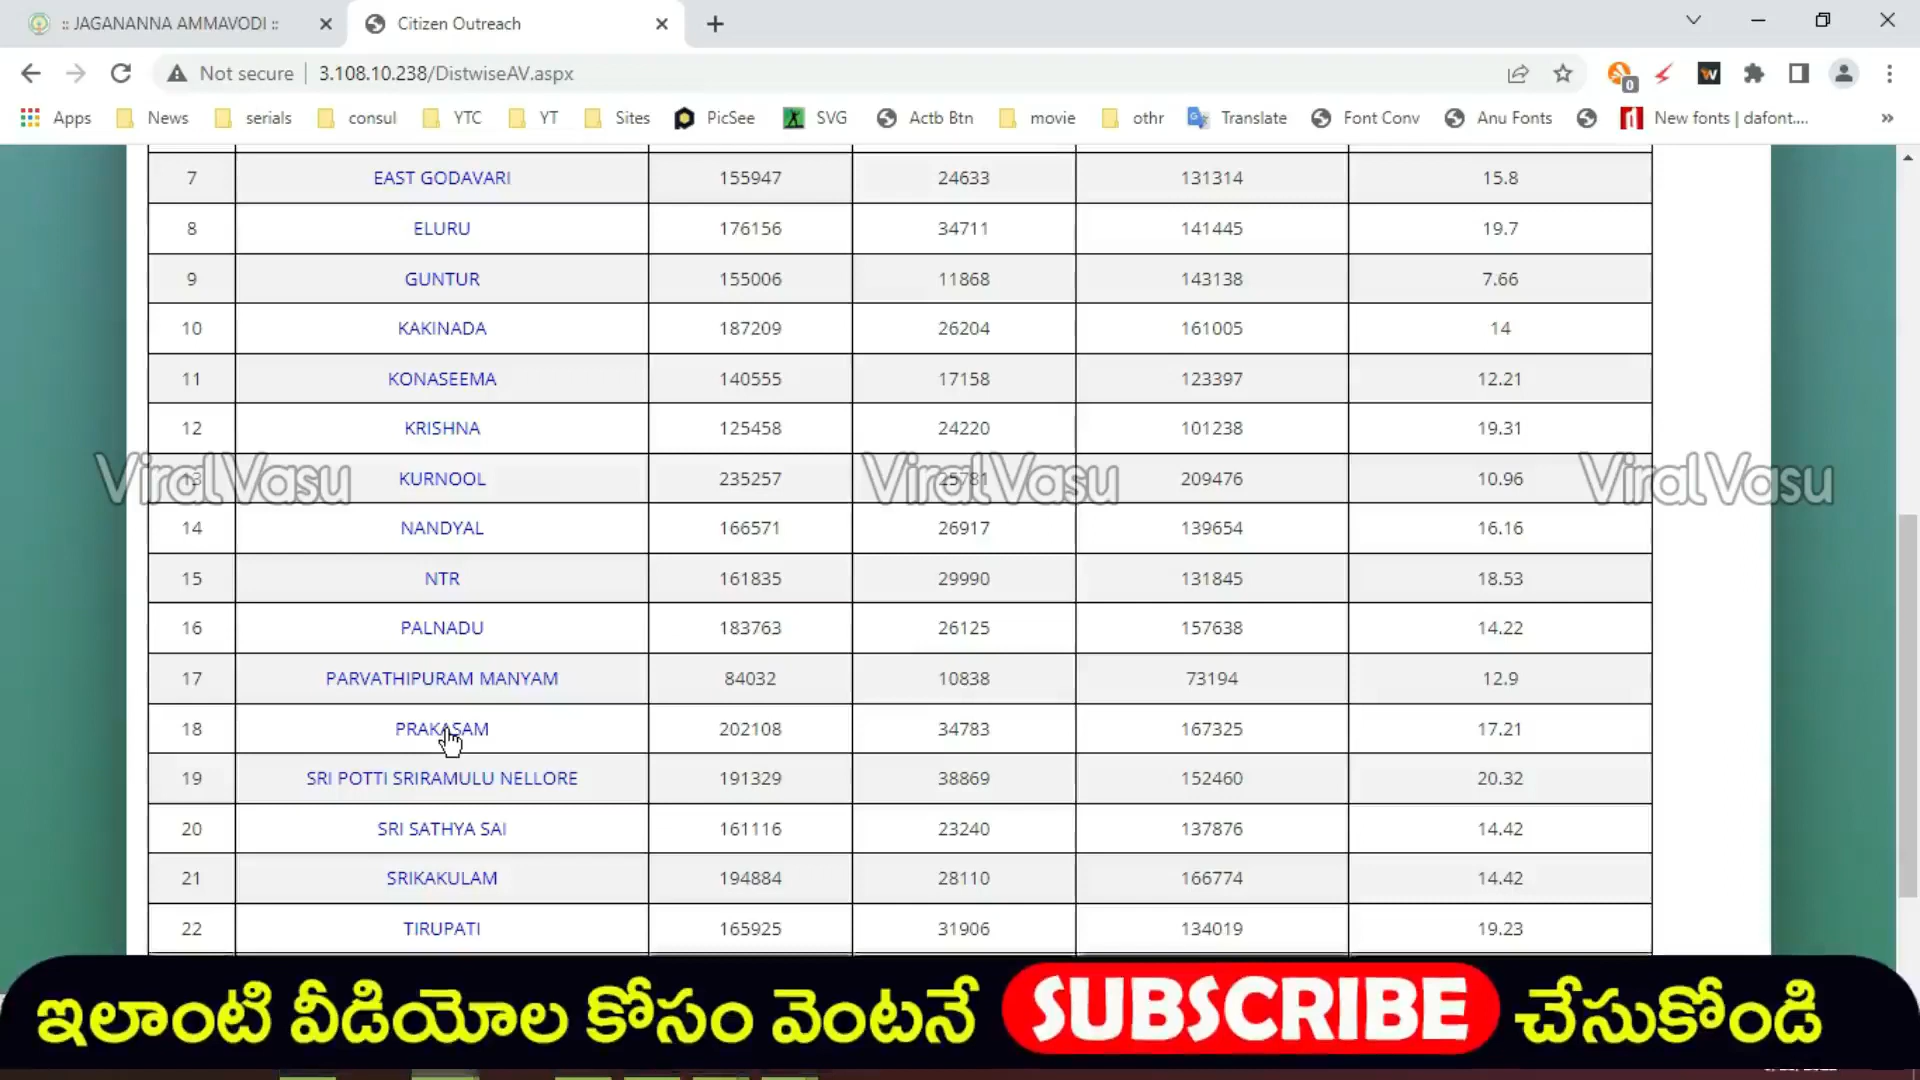 :: JAGANANNA AMMAVODI ::
Citizen Outreach
Not secure 3.108.10.238/DistwiseAV.aspx
0
W
Apps News serials consul YTC YT Sites PicSee SVG Actb Btn movie othr Translate Font Conv Anu Fonts New fonts | dafont.... »
7 EAST GODAVARI 155947 24633 131314 15.8
8 ELURU 176156 34711 141445 19.7
9 GUNTUR 155006 11868 143138 7.66
10 KAKINADA 187209 26204 161005 14
11 KONASEEMA 140555 17158 123397 12.21
12 KRISHNA 125458 24220 101238 19.31
13 KURNOOL 235257 25781 209476 10.96
ViralVasu ViralVasu ViralVasu
14 NANDYAL 166571 26917 139654 16.16
15 NTR 161835 29990 131845 18.53
16 PALNADU 183763 26125 157638 14.22
17 PARVATHIPURAM MANYAM 84032 10838 73194 12.9
18 PRAKASAM 202108 34783 167325 17.21
19 SRI POTTI SRIRAMULU NELLORE 191329 38869 152460 20.32
20 SRI SATHYA SAI 161116 23240 137876 14.42
21 SRIKAKULAM 194884 28110 166774 14.42
22 TIRUPATI 165925 31906 134019 19.23
ఇలాంటి వీడియోల కోసం వెంటనే SUBSCRIBE చేసుకోండి